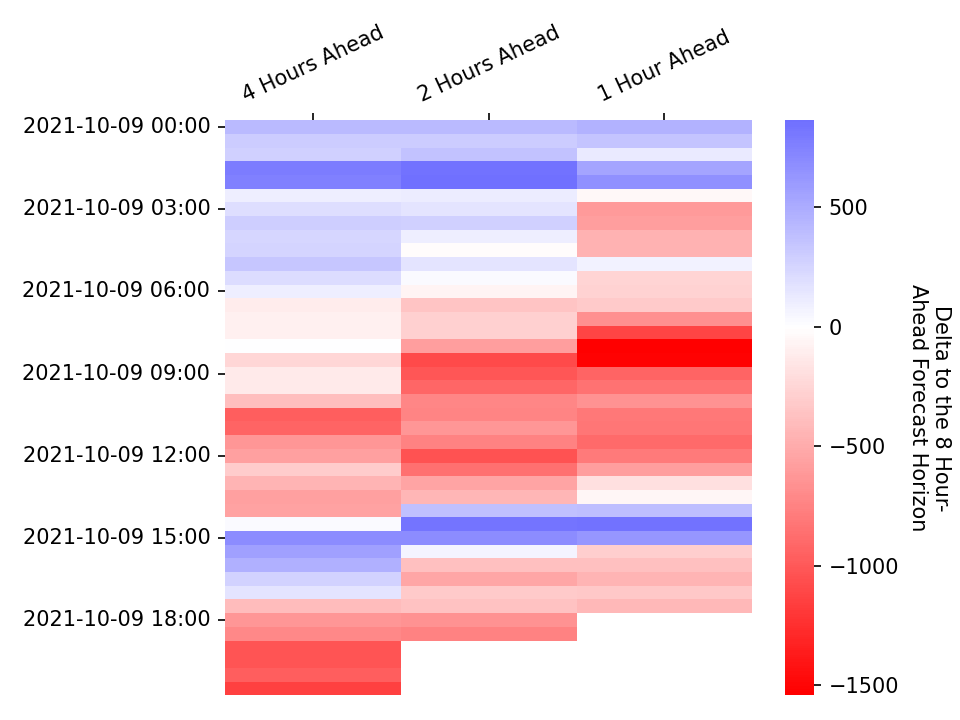 4 Hours Ahead
2 Hours Ahead
1 Hour Ahead
2021-10-09 00:00
2021-10-09 03:00
2021-10-09 06:00
2021-10-09 09:00
2021-10-09 12:00
2021-10-09 15:00
2021-10-09 18:00
500
0
−500
−1000
−1500
Delta to the 8 Hour-
Ahead Forecast Horizon